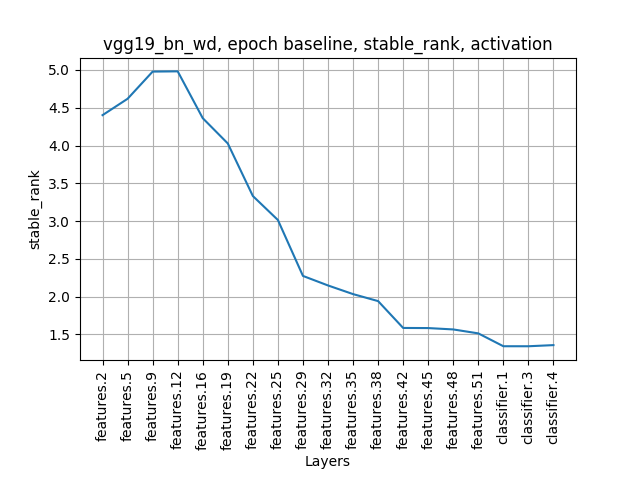 vgg19_bn_wd, epoch baseline, stable_rank, activation
5.0
4.5
4.0
3.5
3.0
2.5
2.0
1.5
stable_rank
features.2
features.5
features.9
features.12
features.16
features.19
features.22
features.25
features.29
features.32
features.35
features.38
features.42
features.45
features.48
features.51
classifier.1
classifier.3
classifier.4
Layers